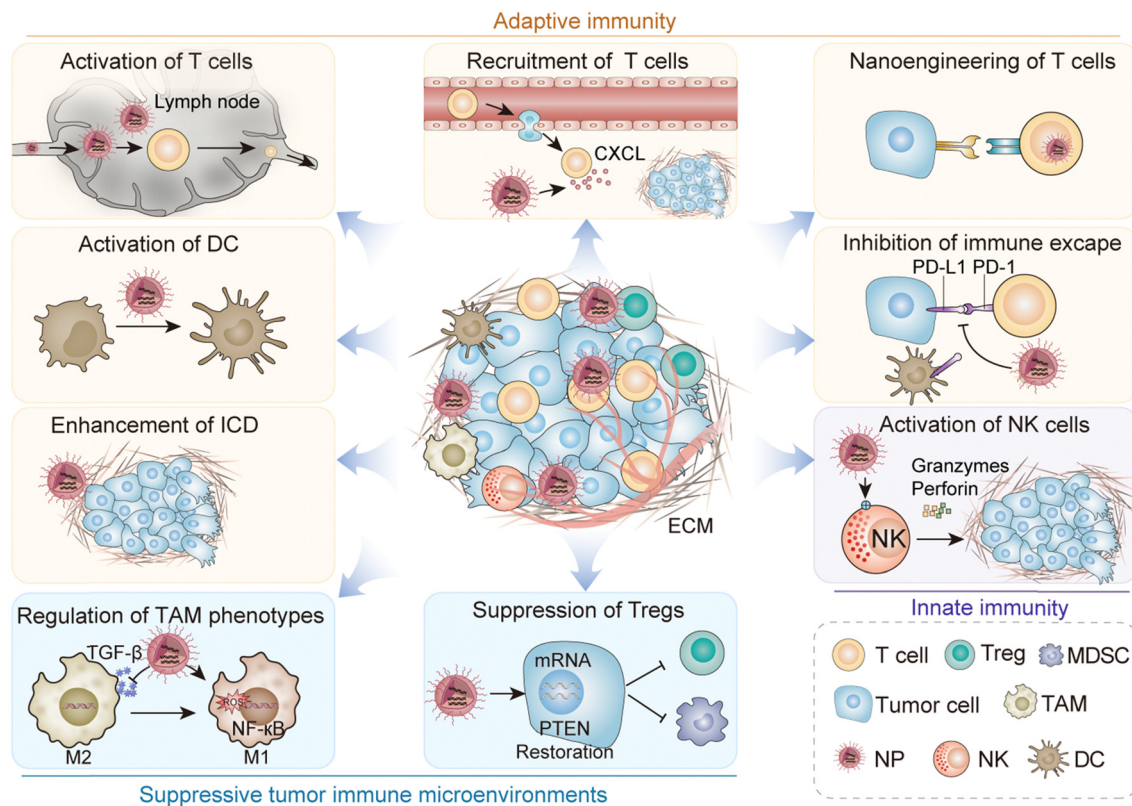 Adaptive immunity
Activation of T cells
Lymph node
Recruitment of T cells
CXCL
Nanoengineering of T cells
Activation of DC
Inhibition of immune excape
PD-L1 PD-1
Enhancement of ICD
ECM
Activation of NK cells
Granzymes
Perforin
NK
Innate immunity
Regulation of TAM phenotypes
TGF-β
ROS
NF-κB
M2
M1
Suppression of Tregs
mRNA
PTEN
Restoration
T cell
Treg
MDSC
Tumor cell
TAM
NP
NK
DC
Suppressive tumor immune microenvironments